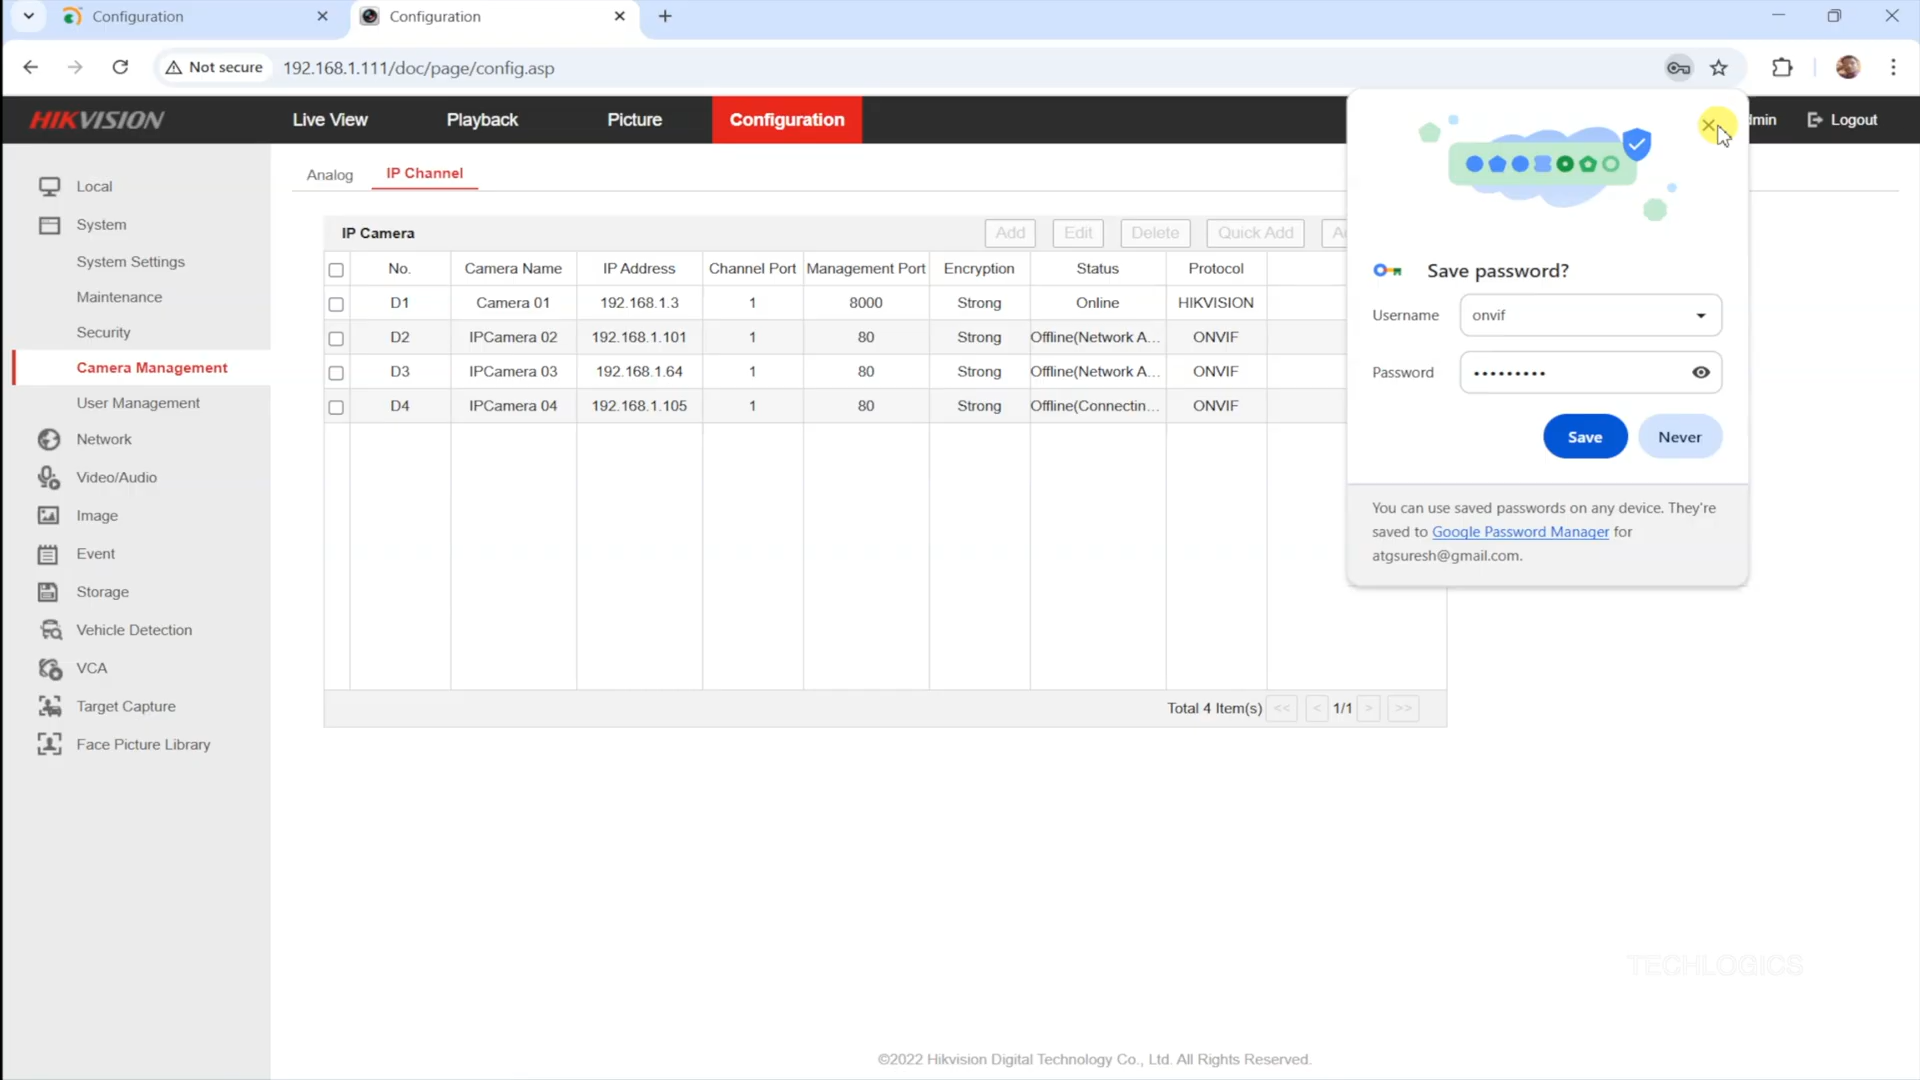 Configuration
Configuration
Not secure
192.168.1.111/doc/page/config.asp
HIKVISION
Live View
Playback
Picture
Configuration
Logout
Local
System
System Settings
Maintenance
Security
Camera Management
User Management
Network
Video/Audio
Image
Event
Storage
Vehicle Detection
VCA
Target Capture
Face Picture Library
Analog
IP Channel
IP Camera
Add
Edit
Delete
Quick Add
No. Camera Name IP Address Channel Port Management Port Encryption Status Protocol
D1 Camera 01 192.168.1.3 1 8000 Strong Online HIKVISION
D2 IPCamera 02 192.168.1.101 1 80 Strong Offline(Network A... ONVIF
D3 IPCamera 03 192.168.1.64 1 80 Strong Offline(Network A... ONVIF
D4 IPCamera 04 192.168.1.105 1 80 Strong Offline(Connectin... ONVIF
Total 4 Item(s) << < 1/1 > >>
Save password?
Username onvif
Password •••••••••
Save
Never
You can use saved passwords on any device. They're
saved to Google Password Manager for
atgsuresh@gmail.com.
TECHLOGICS
©2022 Hikvision Digital Technology Co., Ltd. All Rights Reserved.